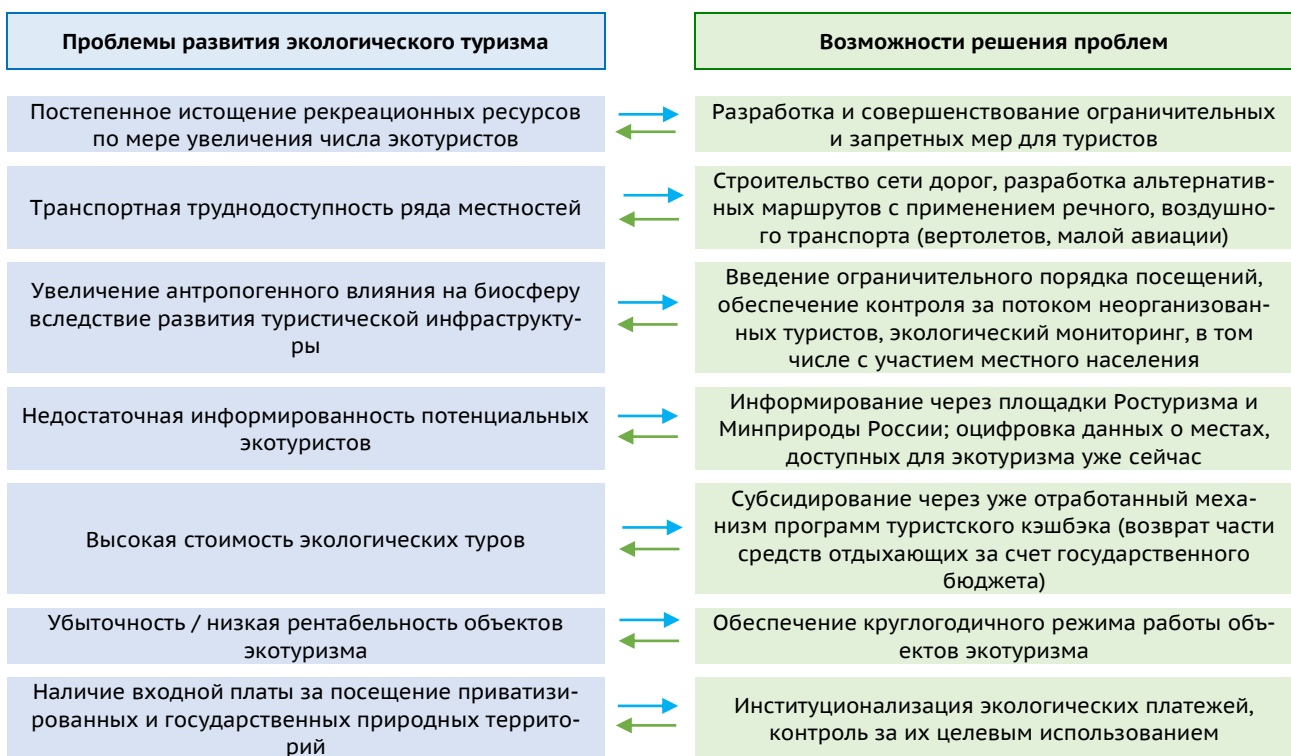 Проблемы развития экологического туризма
Возможности решения проблем
Постепенное истощение рекреационных ресурсов
по мере увеличения числа экотуристов
Разработка и совершенствование ограничительных
и запретных мер для туристов
Транспортная труднодоступность ряда местностей
Строительство сети дорог, разработка альтернатив-
ных маршрутов с применением речного, воздушно-
го транспорта (вертолетов, малой авиации)
Увеличение антропогенного влияния на биосферу
вследствие развития туристической инфраструкту-
ры
Введение ограничительного порядка посещений,
обеспечение контроля за потоком неорганизован-
ных туристов, экологический мониторинг, в том
числе с участием местного населения
Недостаточная информированность потенциальных
экотуристов
Информирование через площадки Ростуризма и
Минприроды России; оцифровка данных о местах,
доступных для экотуризма уже сейчас
Высокая стоимость экологических туров
Субсидирование через уже отработанный меха-
низм программ туристского кэшбэка (возврат части
средств отдыхающих за счет государственного
бюджета)
Убыточность / низкая рентабельность объектов
экотуризма
Обеспечение круглогодичного режима работы объ-
ектов экотуризма
Наличие входной платы за посещение приватизи-
рованных и государственных природных террито-
рий
Институционализация экологических платежей,
контроль за их целевым использованием